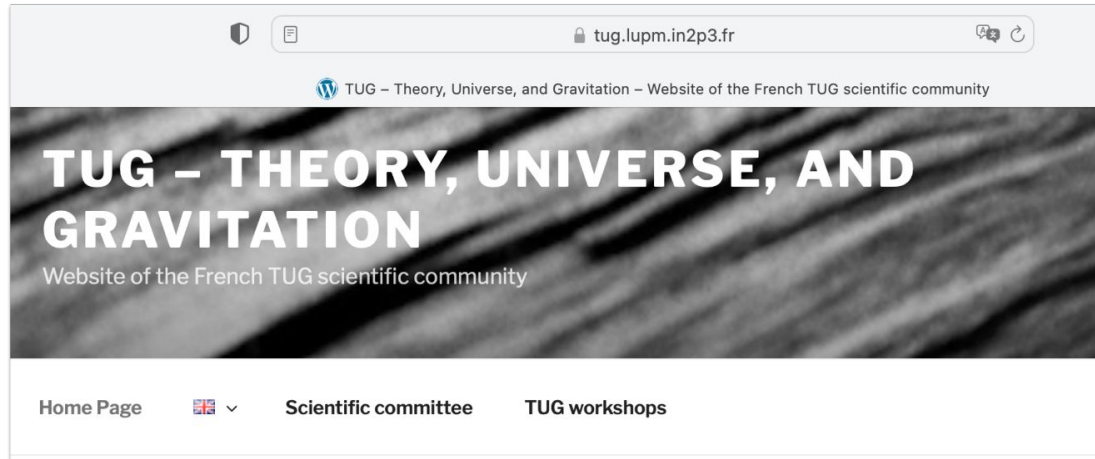 tug.lupm.in2p3.fr
TUG – Theory, Universe, and Gravitation – Website of the French TUG scientific community
TUG – THEORY, UNIVERSE, AND
GRAVITATION
Website of the French TUG scientific community
Home Page Scientific committee TUG workshops